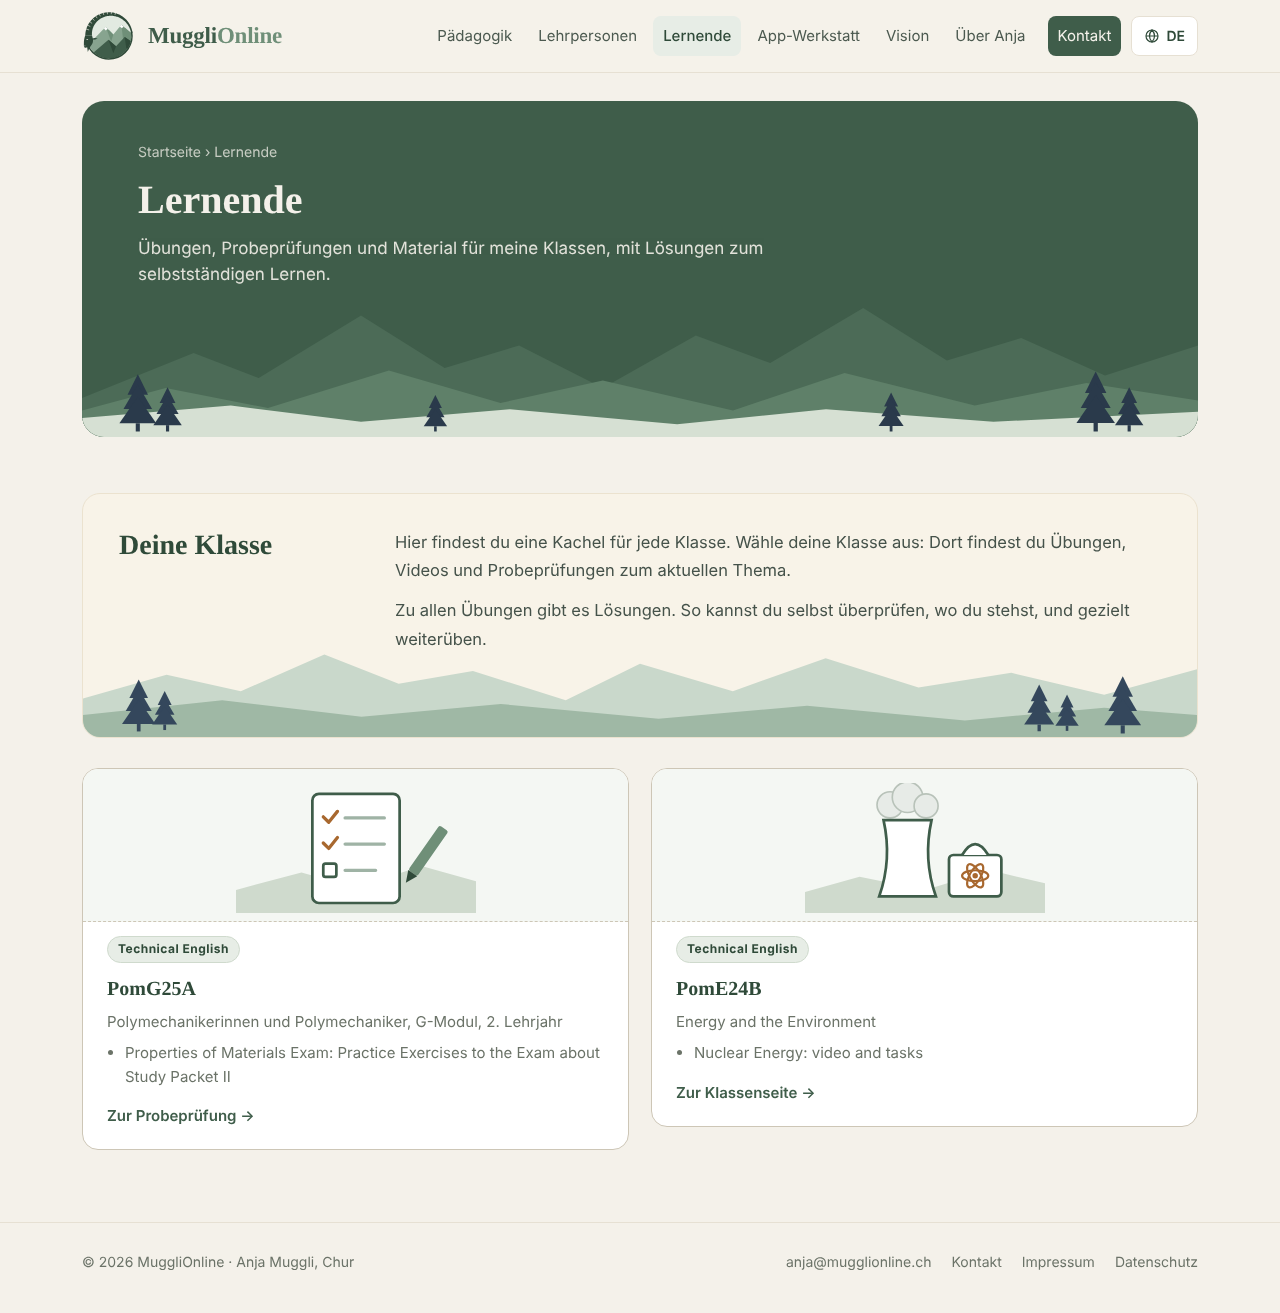 MuggliOnline
Pädagogik
Lehrpersonen
Lernende
App-Werkstatt
Vision
Über Anja
Kontakt
DE
Startseite › Lernende
Lernende
Übungen, Probeprüfungen und Material für meine Klassen, mit Lösungen zum
selbstständigen Lernen.
Deine Klasse
Hier findest du eine Kachel für jede Klasse. Wähle deine Klasse aus: Dort findest du Übungen,
Videos und Probeprüfungen zum aktuellen Thema.
Zu allen Übungen gibt es Lösungen. So kannst du selbst überprüfen, wo du stehst, und gezielt
weiterüben.
Technical English
PomG25A
Polymechanikerinnen und Polymechaniker, G-Modul, 2. Lehrjahr
• Properties of Materials Exam: Practice Exercises to the Exam about
Study Packet II
Zur Probeprüfung →
Technical English
PomE24B
Energy and the Environment
• Nuclear Energy: video and tasks
Zur Klassenseite →
© 2026 MuggliOnline · Anja Muggli, Chur
anja@mugglionline.ch
Kontakt
Impressum
Datenschutz